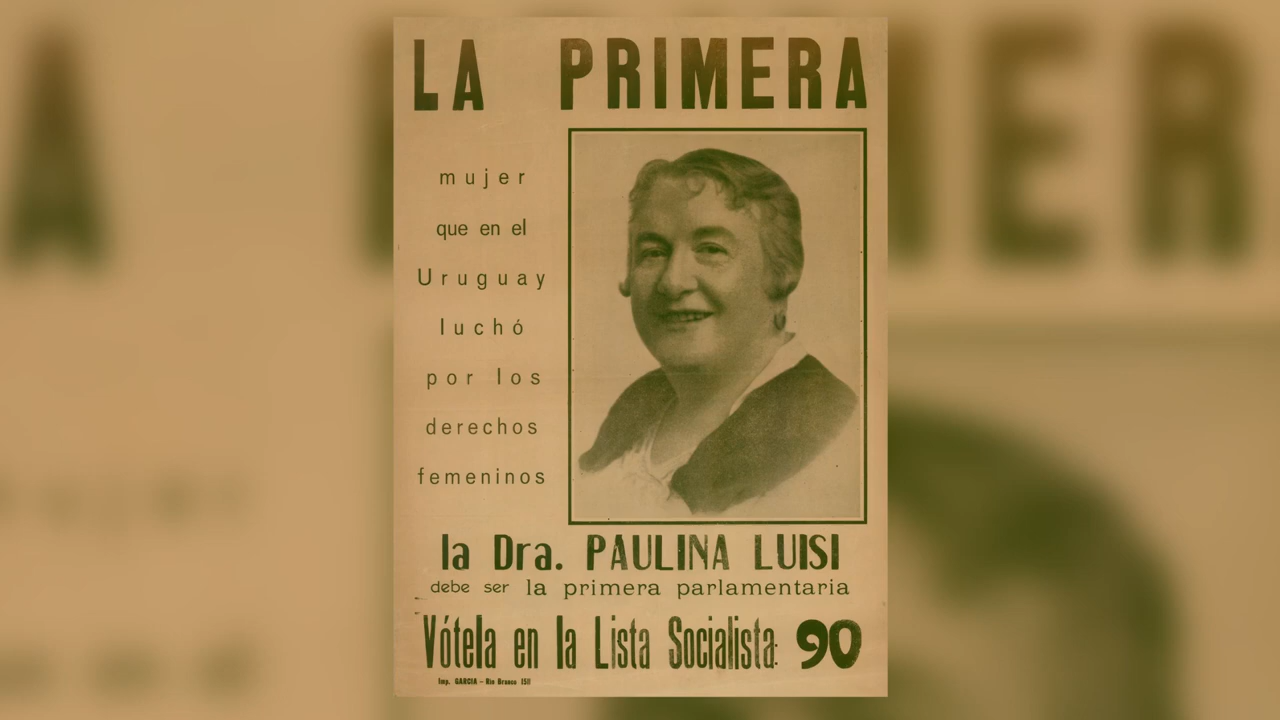 LA PRIMERA
mujer
que en el
Uruguay
luchó
por los
derechos
femeninos
la Dra. PAULINA LUISI
debe ser la primera parlamentaria
Vótela en la Lista Socialista: 90
Imp. GARCIA - Rio Branco 1511